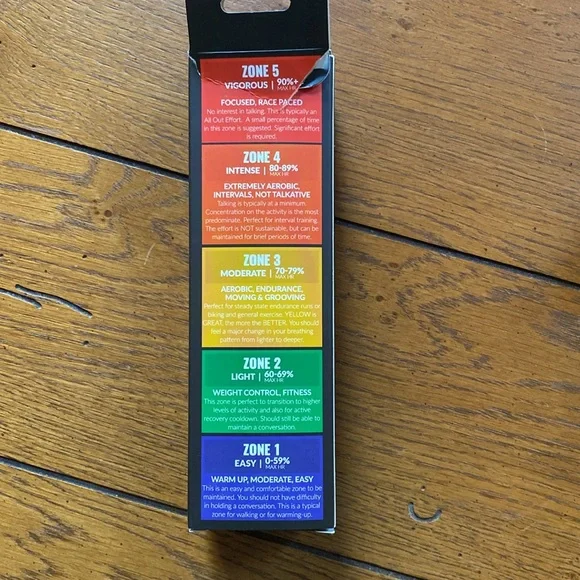 ZONE 5
VIGOROUS | 90%+
MAX HR
FOCUSED, RACE PACED
No interest in talking. This is typically an
All Out Effort. A small percentage of time
in this zone is suggested. Significant effort
is required.
ZONE 4
INTENSE | 80-89%
MAX HR
EXTREMELY AEROBIC,
INTERVALS, NOT TALKATIVE
Talking is typically at a minimum.
Concentration on the activity is the most
predominate. Perfect for interval training.
The effort is NOT sustainable, but can be
maintained for brief periods of time.
ZONE 3
MODERATE | 70-79%
MAX HR
AEROBIC, ENDURANCE,
MOVING & GROOVING
Perfect for steady state endurance runs or
biking and general exercise. YELLOW is
GREAT, the more the BETTER. You should
feel a major change in your breathing
pattern from lighter to deeper.
ZONE 2
LIGHT | 60-69%
MAX HR
WEIGHT CONTROL, FITNESS
This zone is perfect to transition to higher
levels of activity and also for active
recovery cooldown. Should still be able to
maintain a conversation.
ZONE 1
EASY | 0-59%
MAX HR
WARM UP, MODERATE, EASY
This is an easy and comfortable zone to be
maintained. You should not have difficulty
in holding a conversation. This is a typical
zone for walking or for warming-up.